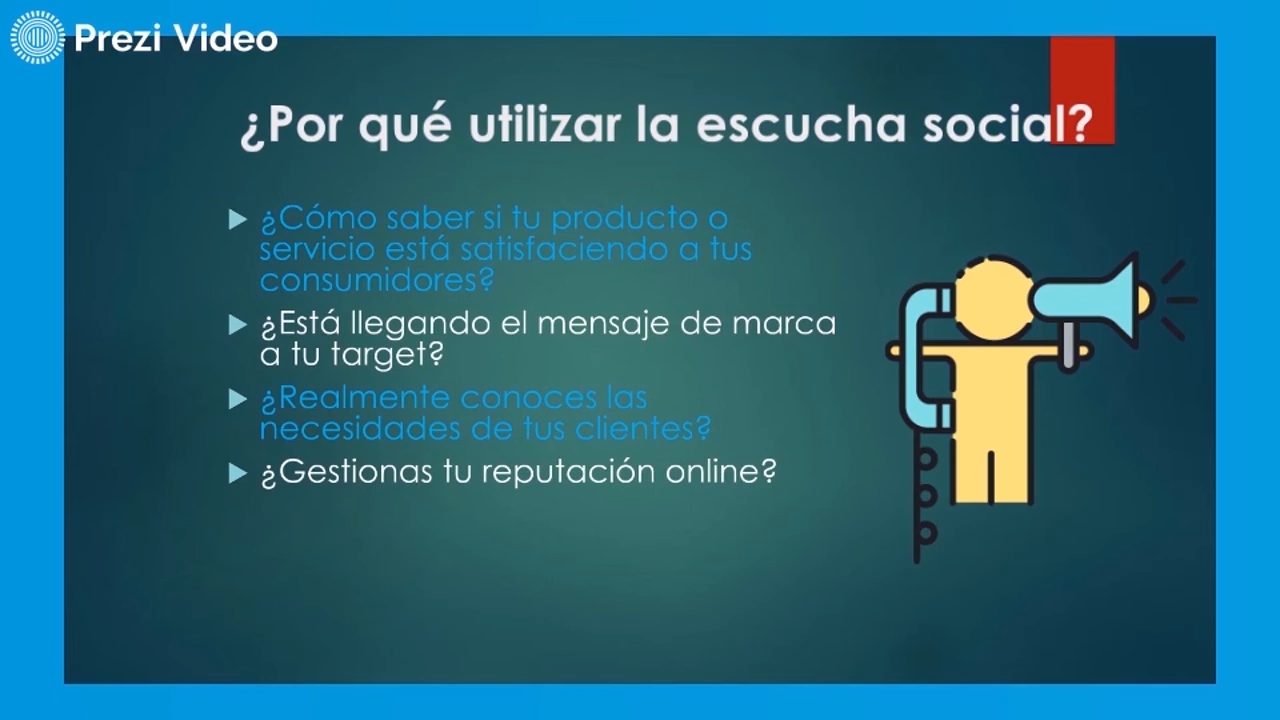 Prezi Video
¿Por qué utilizar la escucha social?
¿Cómo saber si tu producto o
servicio está satisfaciendo a tus
consumidores?
¿Está llegando el mensaje de marca
a tu target?
¿Realmente conoces las
necesidades de tus clientes?
¿Gestionas tu reputación online?